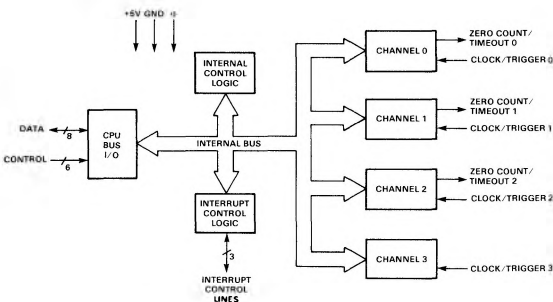 +5V GND Φ
INTERNAL
CONTROL
LOGIC
DATA
8
CONTROL
6
CPU
BUS
I/O
INTERNAL BUS
INTERRUPT
CONTROL
LOGIC
3
INTERRUPT
CONTROL
LINES
CHANNEL 0
ZERO COUNT/
TIMEOUT 0
CLOCK/TRIGGER 0
CHANNEL 1
ZERO COUNT/
TIMEOUT 1
CLOCK/TRIGGER 1
CHANNEL 2
ZERO COUNT/
TIMEOUT 2
CLOCK/TRIGGER 2
CHANNEL 3
CLOCK/TRIGGER 3